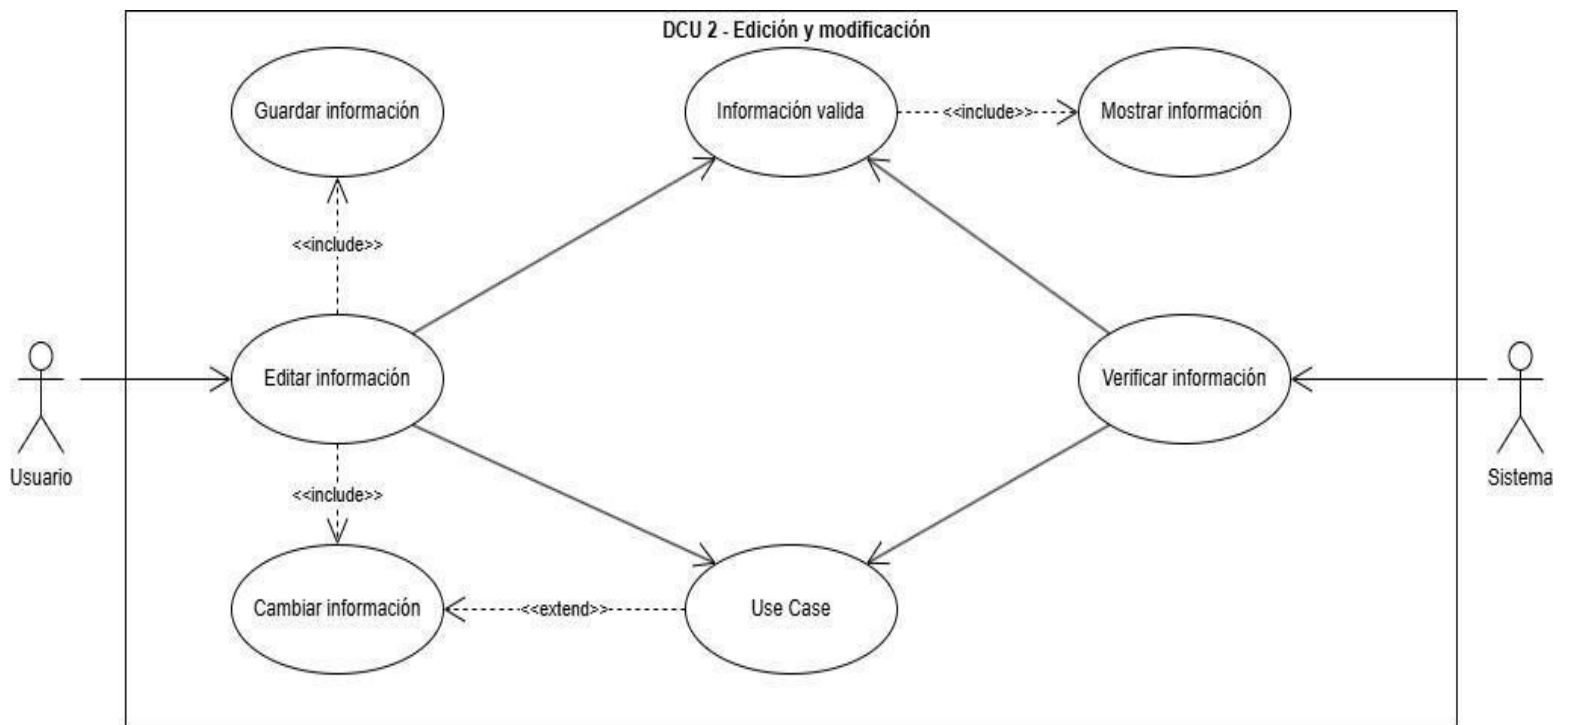 DCU 2 - Edición y modificación
Guardar información
Información valida
<<include>>
Mostrar información
<<include>>
Editar información
Verificar información
Usuario
Sistema
<<include>>
Cambiar información
<<extend>>
Use Case